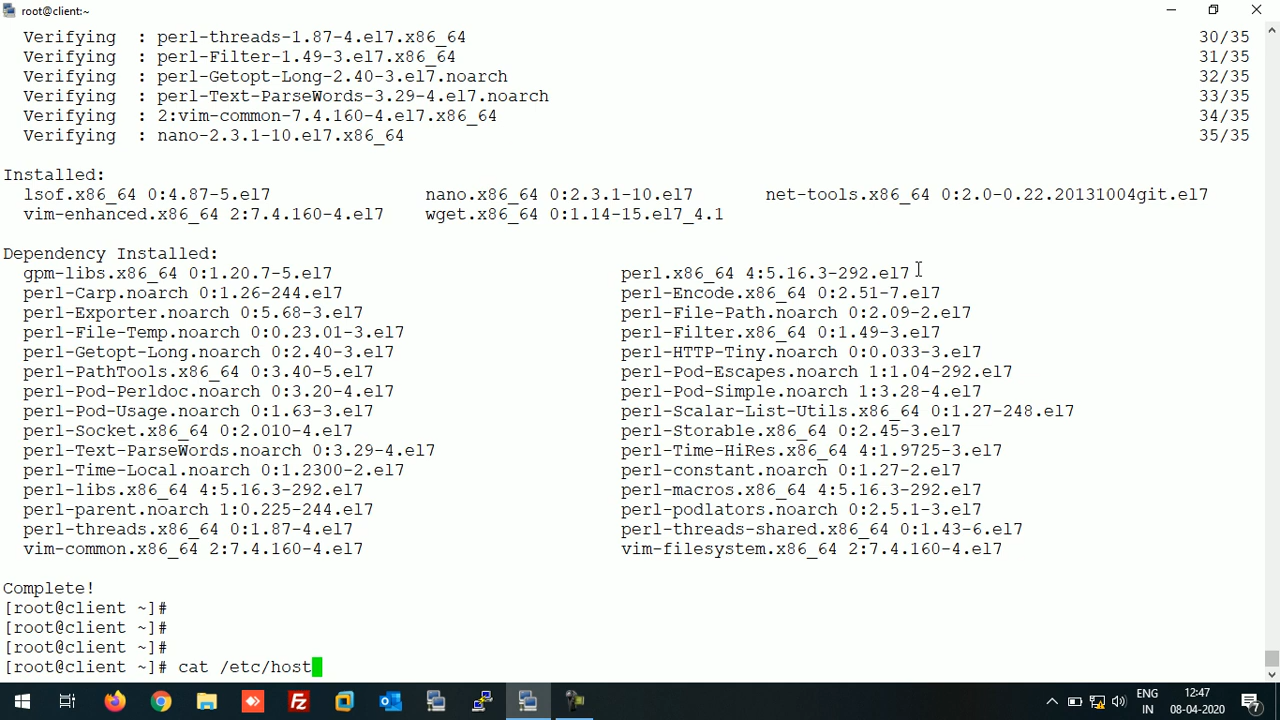 root@client:~
Verifying  : perl-threads-1.87-4.el7.x86_64 30/35
Verifying  : perl-Filter-1.49-3.el7.x86_64 31/35
Verifying  : perl-Getopt-Long-2.40-3.el7.noarch 32/35
Verifying  : perl-Text-ParseWords-3.29-4.el7.noarch 33/35
Verifying  : 2:vim-common-7.4.160-4.el7.x86_64 34/35
Verifying  : nano-2.3.1-10.el7.x86_64 35/35
Installed:
lsof.x86_64 0:4.87-5.el7 nano.x86_64 0:2.3.1-10.el7 net-tools.x86_64 0:2.0-0.22.20131004git.el7
vim-enhanced.x86_64 2:7.4.160-4.el7 wget.x86_64 0:1.14-15.el7_4.1
Dependency Installed:
gpm-libs.x86_64 0:1.20.7-5.el7 perl.x86_64 4:5.16.3-292.el7
perl-Carp.noarch 0:1.26-244.el7 perl-Encode.x86_64 0:2.51-7.el7
perl-Exporter.noarch 0:5.68-3.el7 perl-File-Path.noarch 0:2.09-2.el7
perl-File-Temp.noarch 0:0.23.01-3.el7 perl-Filter.x86_64 0:1.49-3.el7
perl-Getopt-Long.noarch 0:2.40-3.el7 perl-HTTP-Tiny.noarch 0:0.033-3.el7
perl-PathTools.x86_64 0:3.40-5.el7 perl-Pod-Escapes.noarch 1:1.04-292.el7
perl-Pod-Perldoc.noarch 0:3.20-4.el7 perl-Pod-Simple.noarch 1:3.28-4.el7
perl-Pod-Usage.noarch 0:1.63-3.el7 perl-Scalar-List-Utils.x86_64 0:1.27-248.el7
perl-Socket.x86_64 0:2.010-4.el7 perl-Storable.x86_64 0:2.45-3.el7
perl-Text-ParseWords.noarch 0:3.29-4.el7 perl-Time-HiRes.x86_64 4:1.9725-3.el7
perl-Time-Local.noarch 0:1.2300-2.el7 perl-constant.noarch 0:1.27-2.el7
perl-libs.x86_64 4:5.16.3-292.el7 perl-macros.x86_64 4:5.16.3-292.el7
perl-parent.noarch 1:0.225-244.el7 perl-podlators.noarch 0:2.5.1-3.el7
perl-threads.x86_64 0:1.87-4.el7 perl-threads-shared.x86_64 0:1.43-6.el7
vim-common.x86_64 2:7.4.160-4.el7 vim-filesystem.x86_64 2:7.4.160-4.el7
Complete!
[root@client ~]#
[root@client ~]#
[root@client ~]#
[root@client ~]# cat /etc/host
ENG 12:47
IN 08-04-2020 7